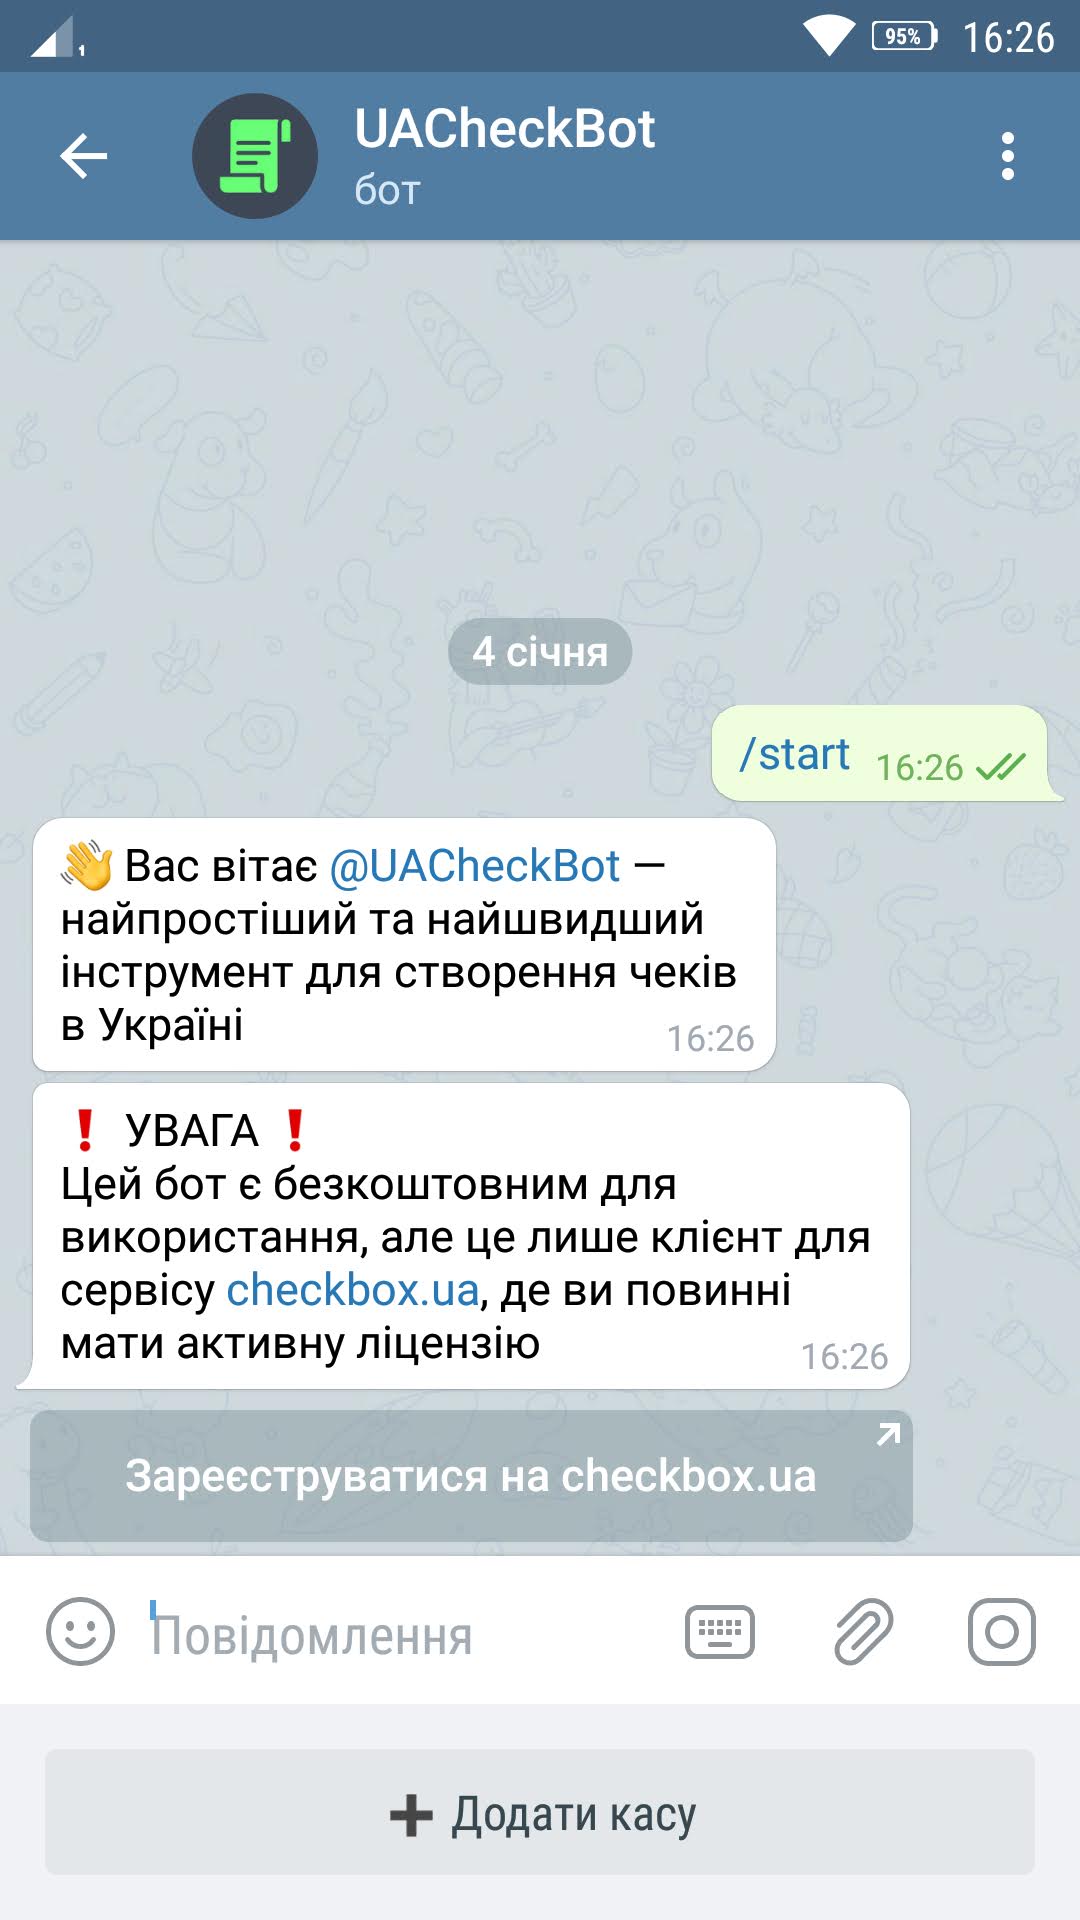 1
95%
16:26
UACheckBot
бот
4 січня
/start 16:26
👋 Вас вітає @UACheckBot —
найпростіший та найшвидший
інструмент для створення чеків
в Україні
16:26
❗ УВАГА ❗
Цей бот є безкоштовним для
використання, але це лише клієнт для
сервісу checkbox.ua, де ви повинні
мати активну ліцензію
16:26
Зареєструватися на checkbox.ua
Повідомлення
➕ Додати касу